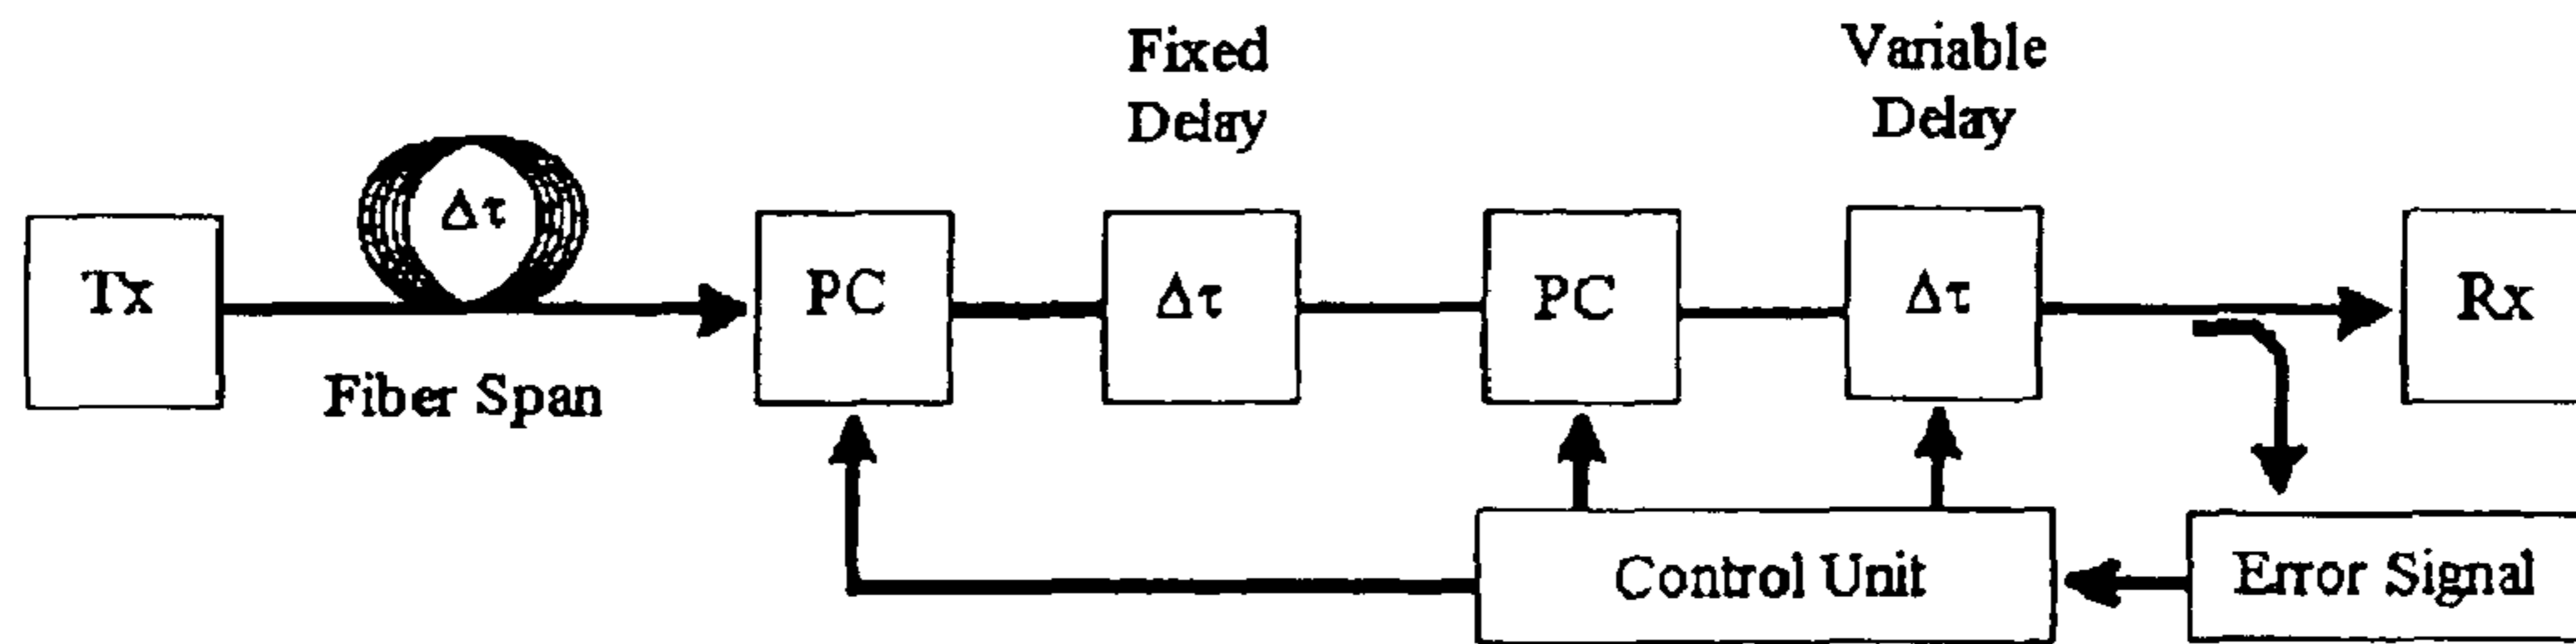 Fixed
Delay
Variable
Delay
Δτ
Tx
PC
Δτ
PC
Δτ
Rx
Fiber Span
Control Unit
Error Signal